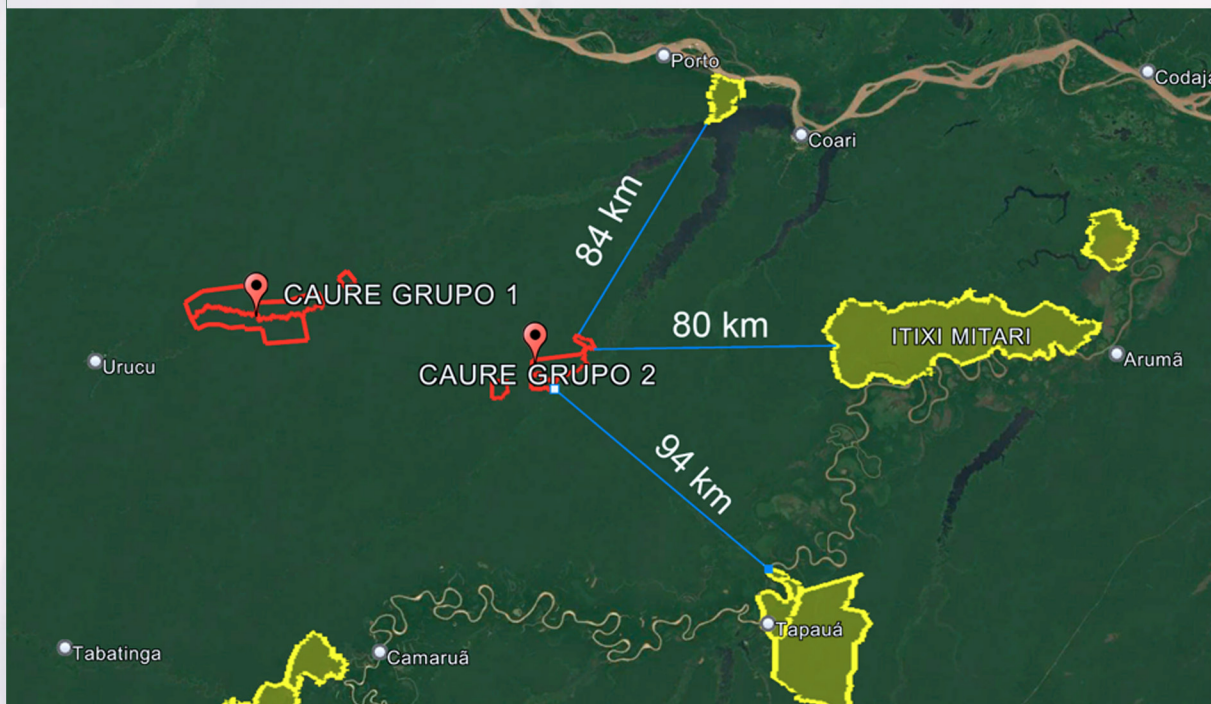 Porto
Codaja
Coari
84 km
CAURE GRUPO 1
80 km
ITIXI MITARI
Arumã
Urucu
CAURE GRUPO 2
94 km
Tapauá
Tabatinga
Camaruã